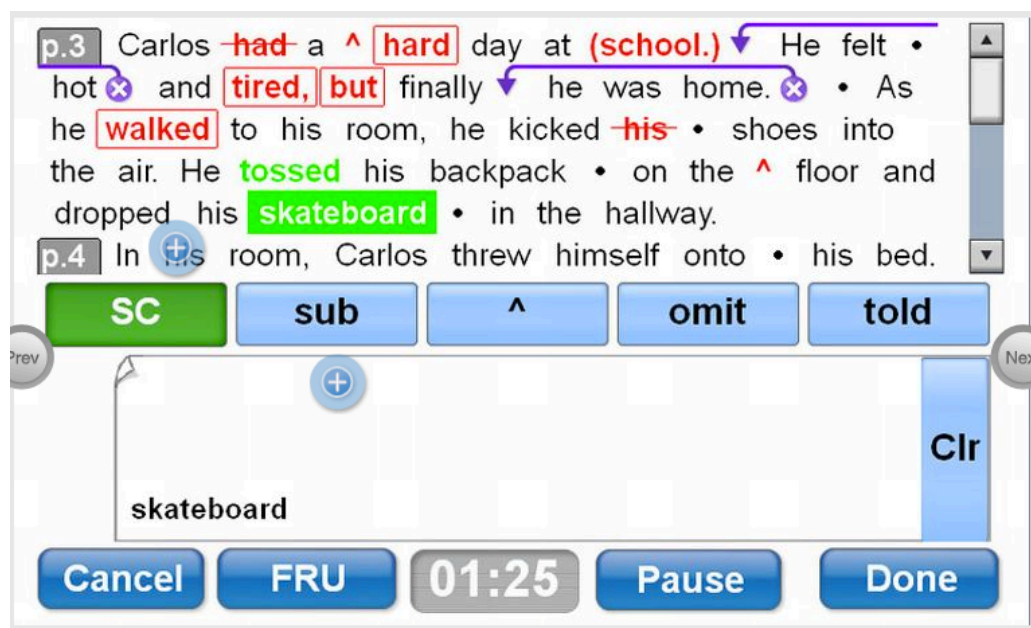 p.3 Carlos had a ^ hard day at (school.) He felt •
hot and tired, but finally he was home. • As
he walked to his room, he kicked his • shoes into
the air. He tossed his backpack • on the ^ floor and
dropped his skateboard • in the hallway.
p.4 In his room, Carlos threw himself onto • his bed.
SC sub ^ omit told
Prev
skateboard
Clr
Cancel FRU 01:25 Pause Done